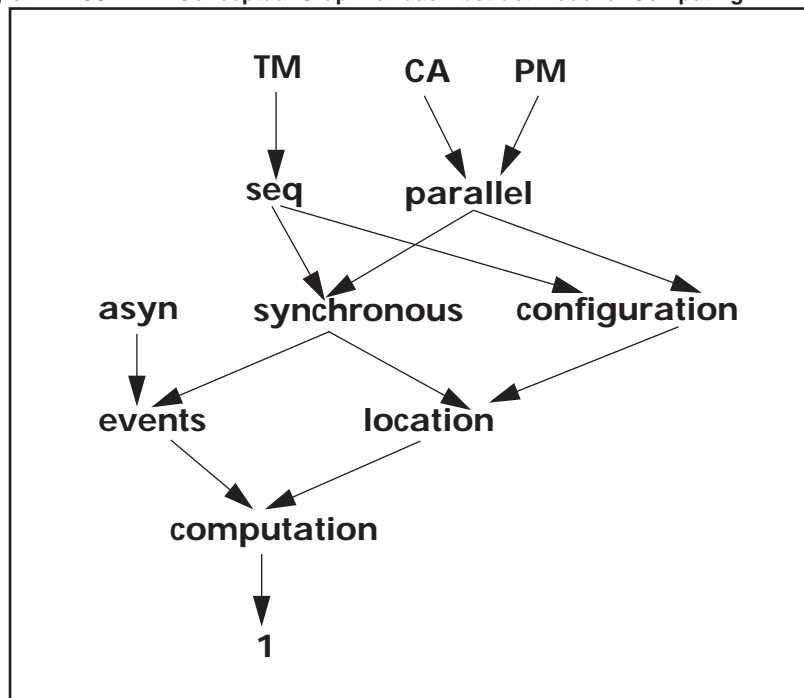 TM CA PM
seq parallel
asyn synchronous configuration
events location
computation
1